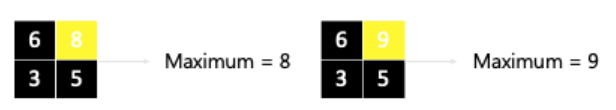 6 8
3 5
Maximum = 8
6 9
3 5
Maximum = 9